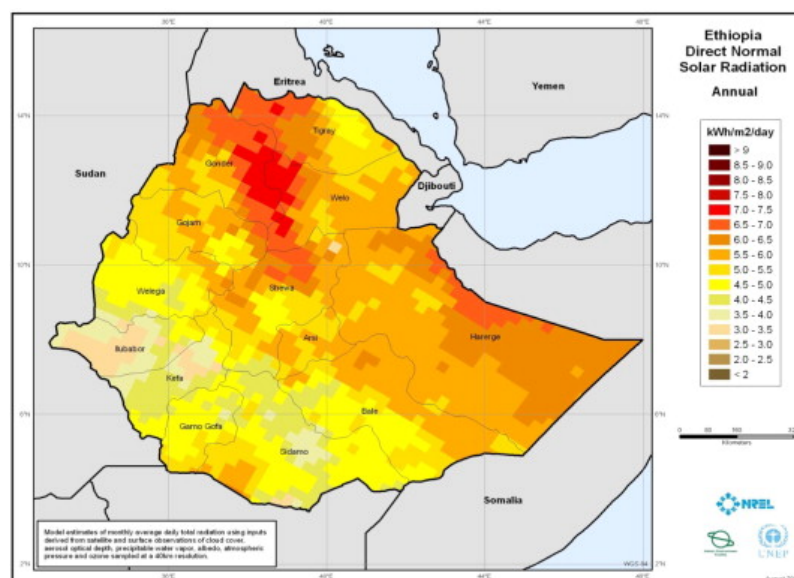 Ethiopia
Direct Normal
Solar Radiation
Annual
kWh/m2/day
> 9
8.5 - 9.0
8.0 - 8.5
7.5 - 8.0
7.0 - 7.5
6.5 - 7.0
6.0 - 6.5
5.5 - 6.0
5.0 - 5.5
4.5 - 5.0
4.0 - 4.5
3.5 - 4.0
3.0 - 3.5
2.5 - 3.0
2.0 - 2.5
< 2
Eritrea
Yemen
Sudan
Tigray
Gonder
Djibouti
Welo
Gojam
Welega
Shewa
Ilubabor
Arsi
Harerge
Kefa
Bale
Gamo Gofa
Sidamo
Somalia
Kilometers
Model estimates of monthly average daily total radiation using inputs
derived from satellite and surface observations of cloud cover,
aerosol optical depth, precipitable water vapor, albedo, atmospheric
pressure and ozone sampled at a 40km resolution.
NREL
UNEP